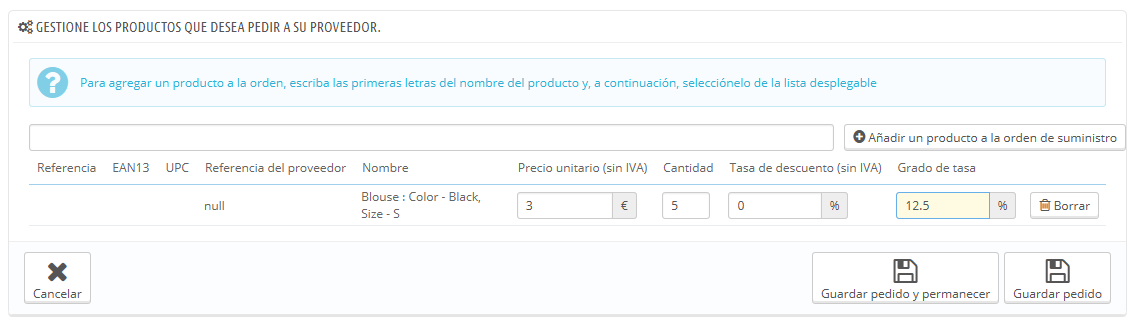 GESTIONE LOS PRODUCTOS QUE DESEA PEDIR A SU PROVEEDOR.
? Para agregar un producto a la orden, escriba las primeras letras del nombre del producto y, a continuación, selecciónelo de la lista desplegable
Añadir un producto a la orden de suministro
Referencia EAN13 UPC Referencia del proveedor Nombre Precio unitario (sin IVA) Cantidad Tasa de descuento (sin IVA) Grado de tasa
null Blouse : Color - Black, Size - S 3 € 5 0 % 12.5 % Borrar
Cancelar Guardar pedido y permanecer Guardar pedido